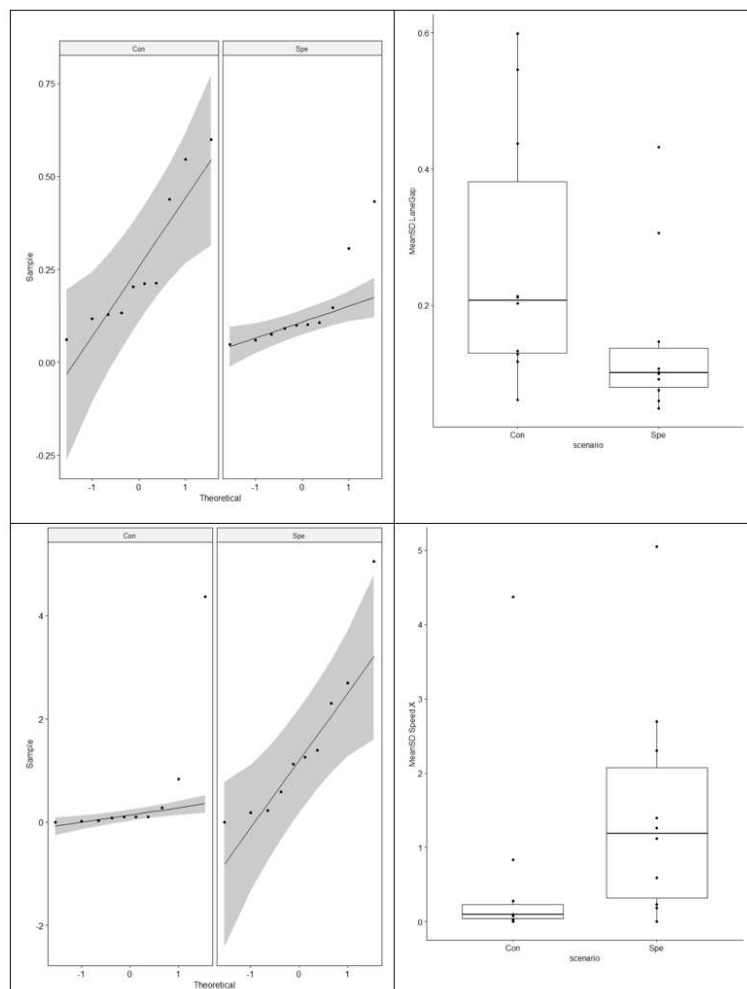 Con Spe
0.75
0.50
0.25
0.00
-0.25
Sample
-1 0 1 -1 0 1
Theoretical
0.6
0.4
0.2
MeanSD.LaneGap
Con Spe
scenario
Con Spe
4
2
0
-2
Sample
-1 0 1 -1 0 1
Theoretical
5
4
3
2
1
0
MeanSD.Speed.X
Con Spe
scenario